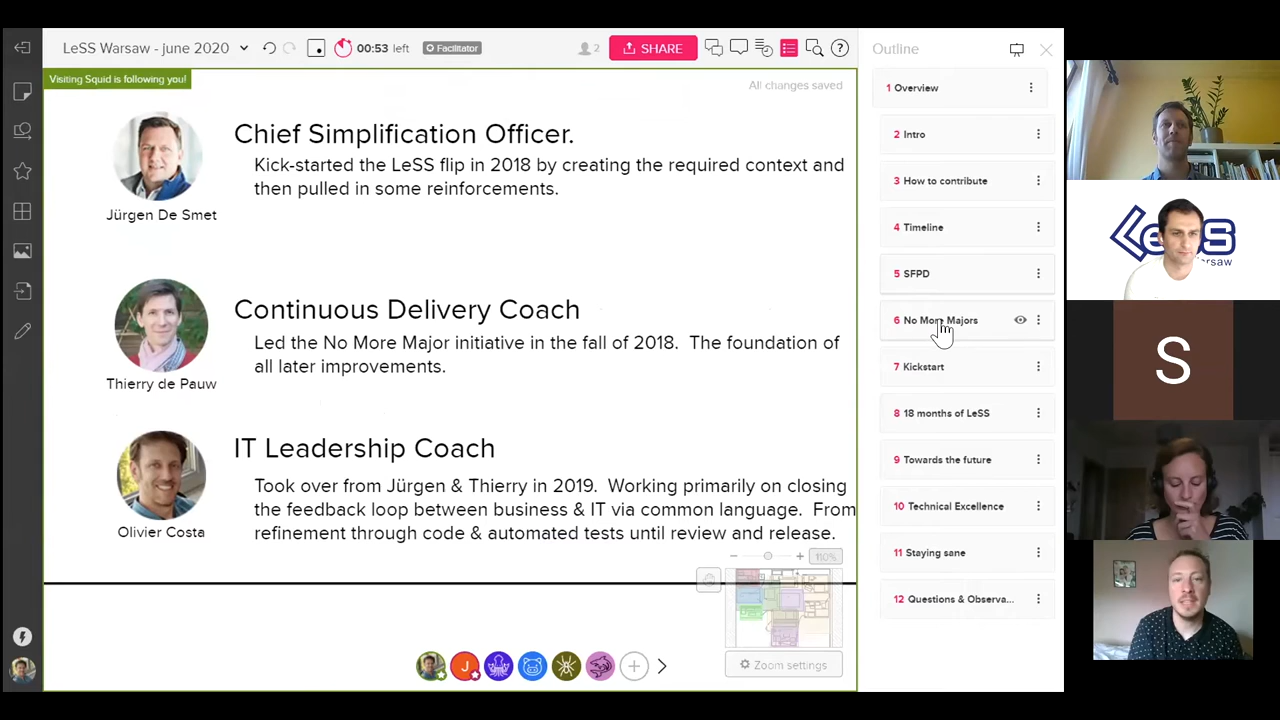 LeSS Warsaw - june 2020
00:53 left
Facilitator
2
SHARE
?
Outline
Visiting Squid is following you!
All changes saved
Chief Simplification Officer.
Kick-started the LeSS flip in 2018 by creating the required context and
then pulled in some reinforcements.
Jürgen De Smet
Continuous Delivery Coach
Led the No More Major initiative in the fall of 2018. The foundation of
all later improvements.
Thierry de Pauw
IT Leadership Coach
Took over from Jürgen & Thierry in 2019. Working primarily on closing
the feedback loop between business & IT via common language. From
refinement through code & automated tests until review and release.
Olivier Costa
110%
Zoom settings
J
1 Overview
2 Intro
3 How to contribute
4 Timeline
5 SFPD
6 No More Majors
7 Kickstart
8 18 months of LeSS
9 Towards the future
10 Technical Excellence
11 Staying sane
12 Questions & Observa...
LeSS
arsaw
S